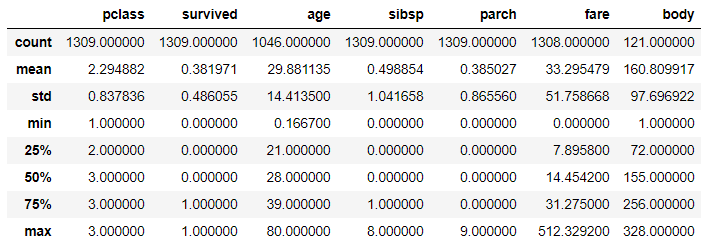 pclass survived age sibsp parch fare body
count 1309.000000 1309.000000 1046.000000 1309.000000 1309.000000 1308.000000 121.000000
mean 2.294882 0.381971 29.881135 0.498854 0.385027 33.295479 160.809917
std 0.837836 0.486055 14.413500 1.041658 0.865560 51.758668 97.696922
min 1.000000 0.000000 0.166700 0.000000 0.000000 0.000000 1.000000
25% 2.000000 0.000000 21.000000 0.000000 0.000000 7.895800 72.000000
50% 3.000000 0.000000 28.000000 0.000000 0.000000 14.454200 155.000000
75% 3.000000 1.000000 39.000000 1.000000 0.000000 31.275000 256.000000
max 3.000000 1.000000 80.000000 8.000000 9.000000 512.329200 328.000000